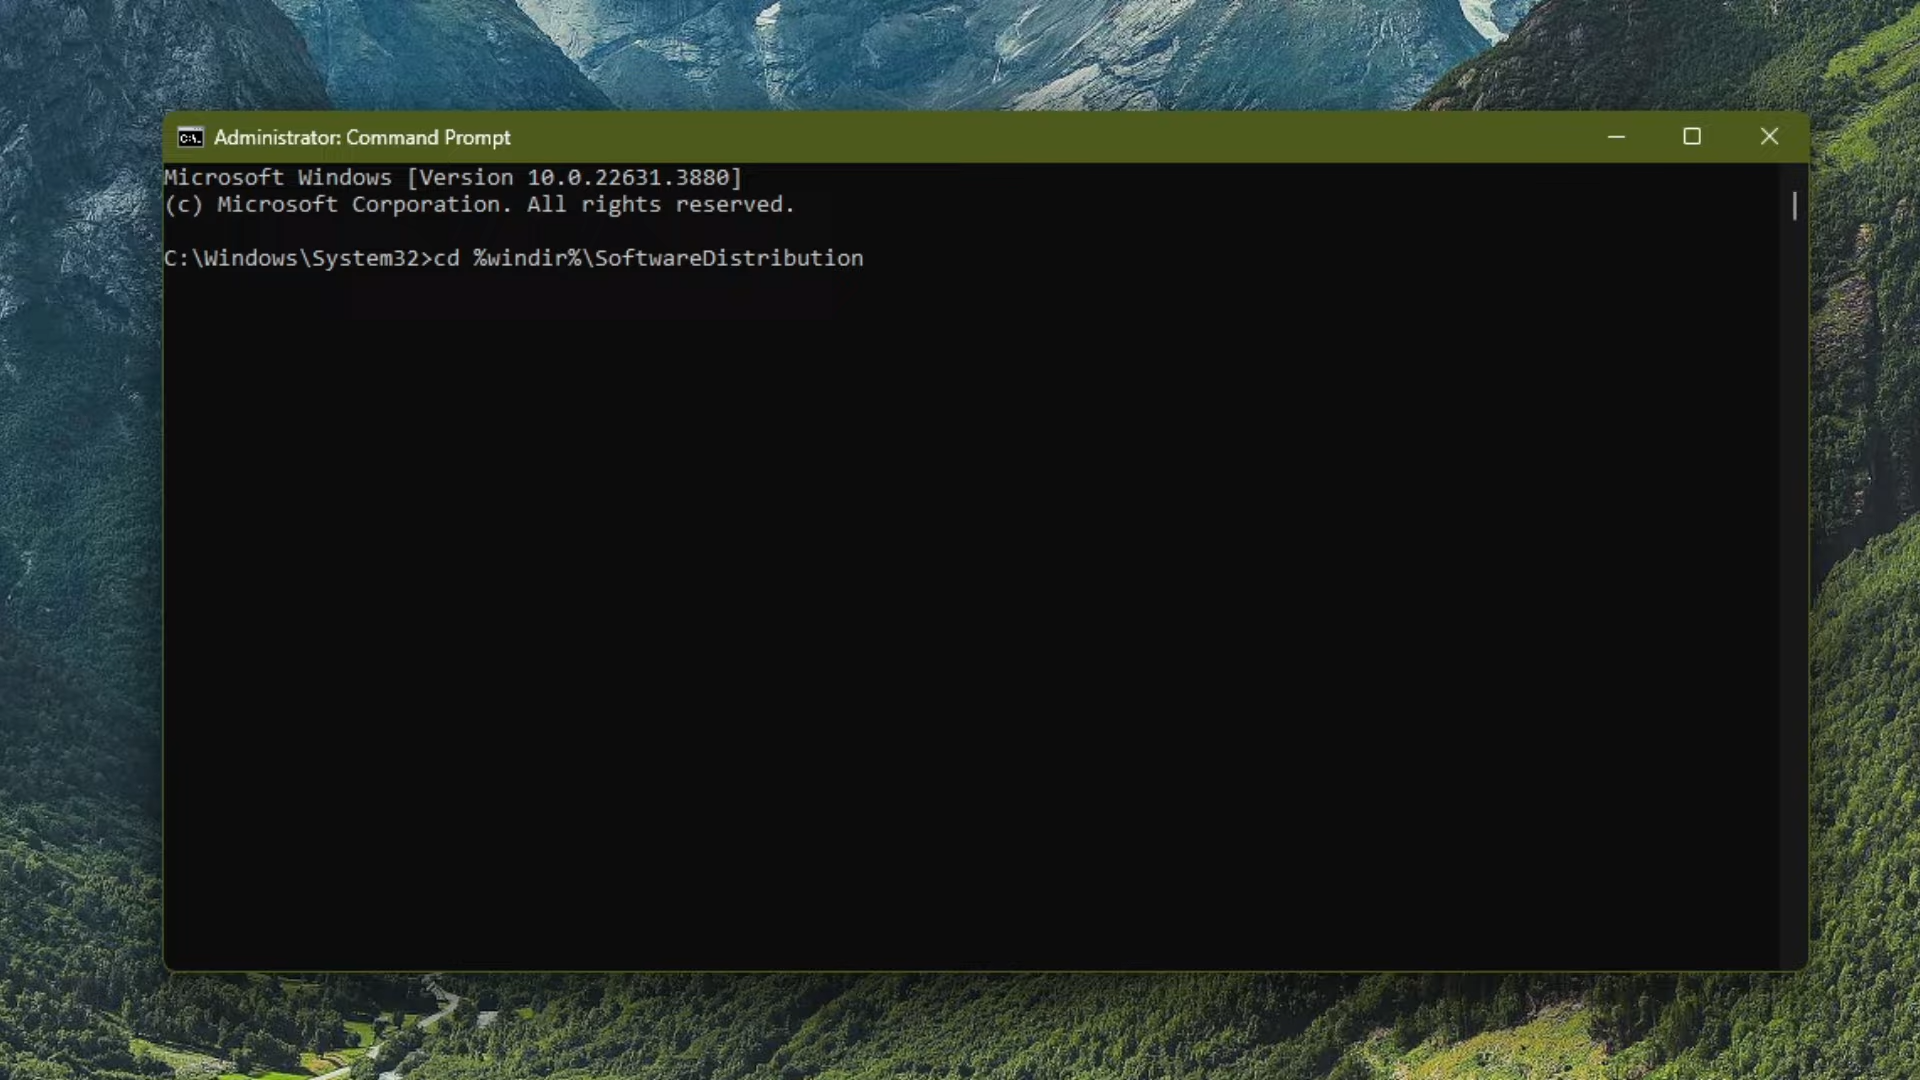 Administrator: Command Prompt
Microsoft Windows [Version 10.0.22631.3880]
(c) Microsoft Corporation. All rights reserved.
C:\Windows\System32>cd %windir%\SoftwareDistribution